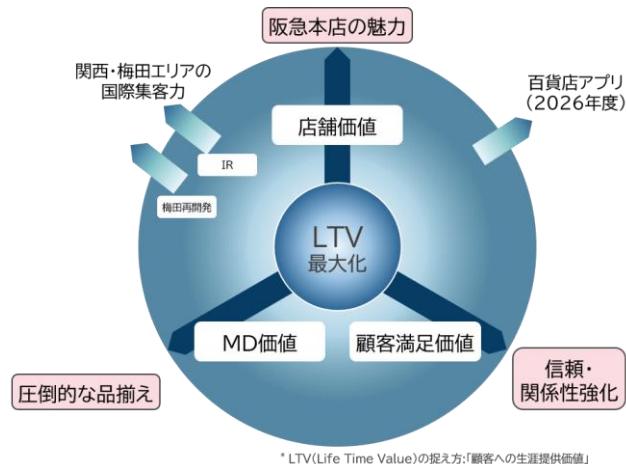 阪急本店の魅力
関西・梅田エリアの
国際集客力
百貨店アプリ
（2026年度）
店舗価値
IR
梅田再開発
LTV
最大化
MD価値
顧客満足価値
圧倒的な品揃え
信頼・
関係性強化
* LTV(Life Time Value)の捉え方:「顧客への生涯提供価値」